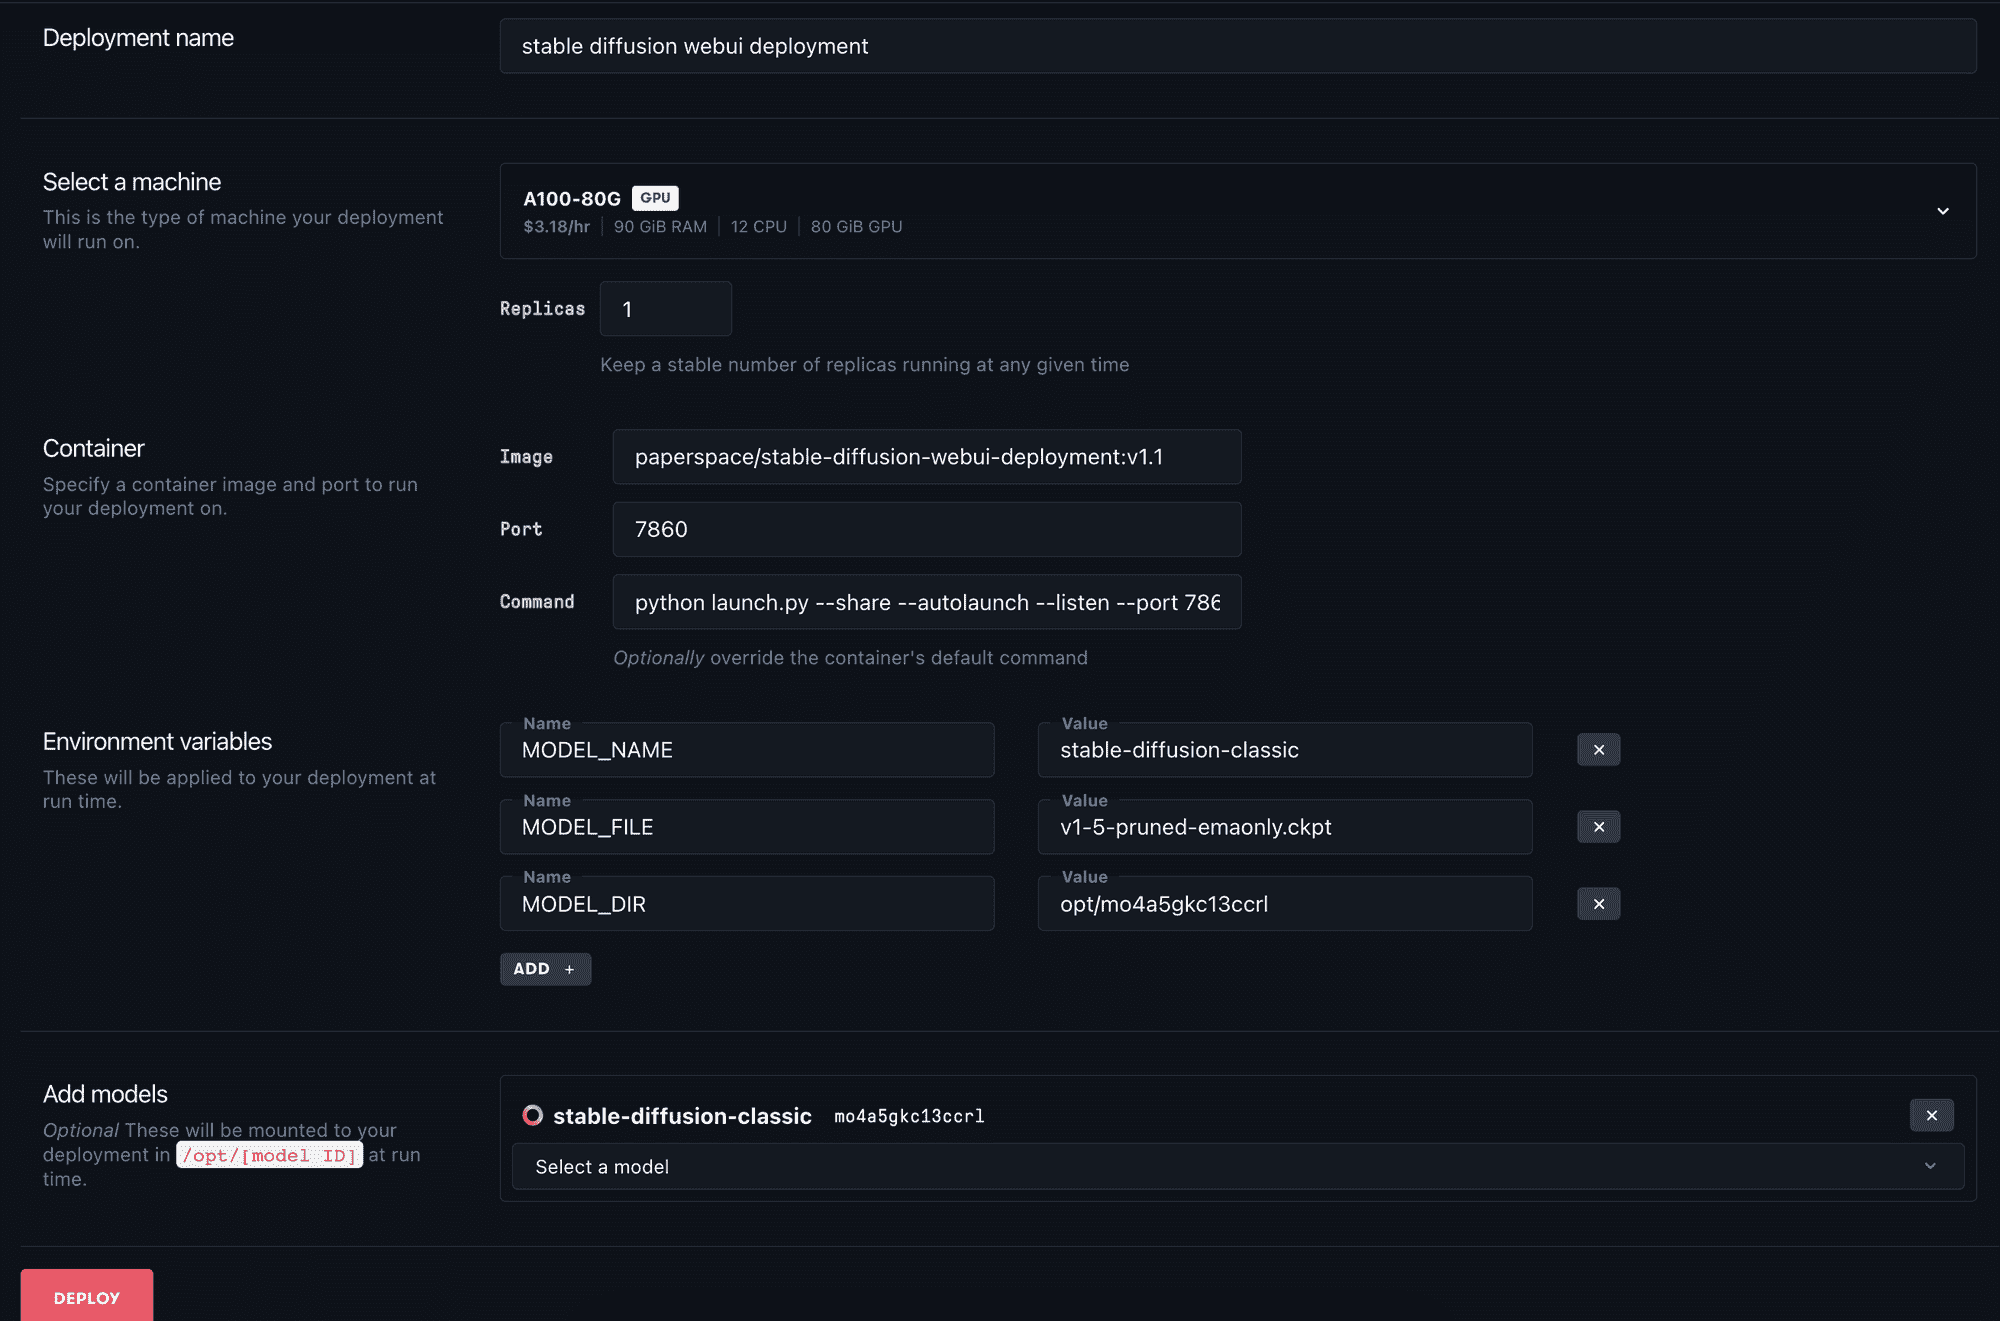 Deployment name
stable diffusion webui deployment
Select a machine
This is the type of machine your deployment
will run on.
A100-80G GPU
$3.18/hr 90 GiB RAM 12 CPU 80 GiB GPU
Replicas 1
Keep a stable number of replicas running at any given time
Container
Specify a container image and port to run
your deployment on.
Image paperspace/stable-diffusion-webui-deployment:v1.1
Port 7860
Command python launch.py --share --autolaunch --listen --port 786
Optionally override the container's default command
Environment variables
These will be applied to your deployment at
run time.
Name Value
MODEL_NAME stable-diffusion-classic
Name Value
MODEL_FILE v1-5-pruned-emaonly.ckpt
Name Value
MODEL_DIR opt/mo4a5gkc13ccrl
ADD +
Add models
Optional These will be mounted to your
deployment in /opt/[model ID] at run
time.
stable-diffusion-classic mo4a5gkc13ccrl
Select a model
DEPLOY